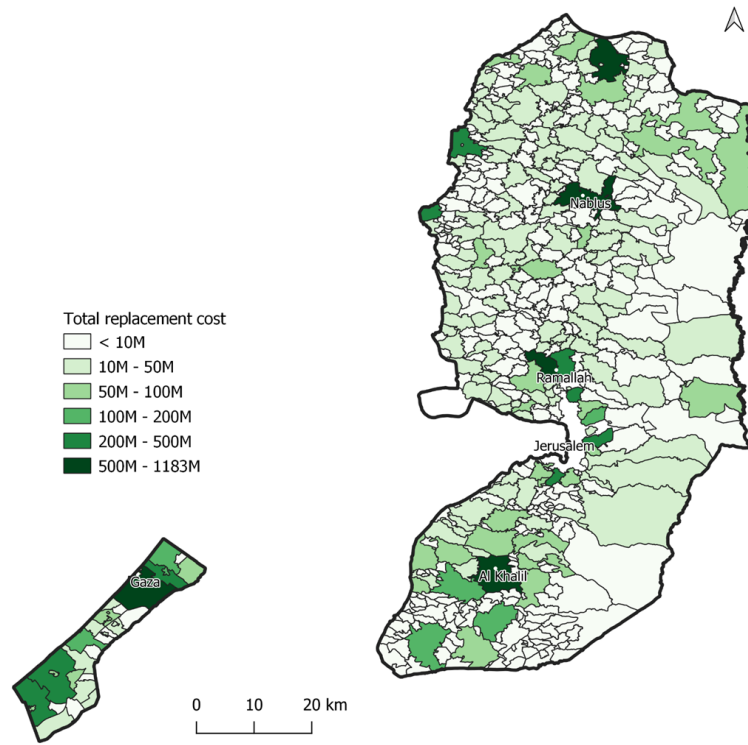 Nablus
Total replacement cost
< 10M
10M - 50M
50M - 100M
100M - 200M
200M - 500M
500M - 1183M
Ramallah
Jerusalem
Al Khalil
Gaza
0 10 20 km